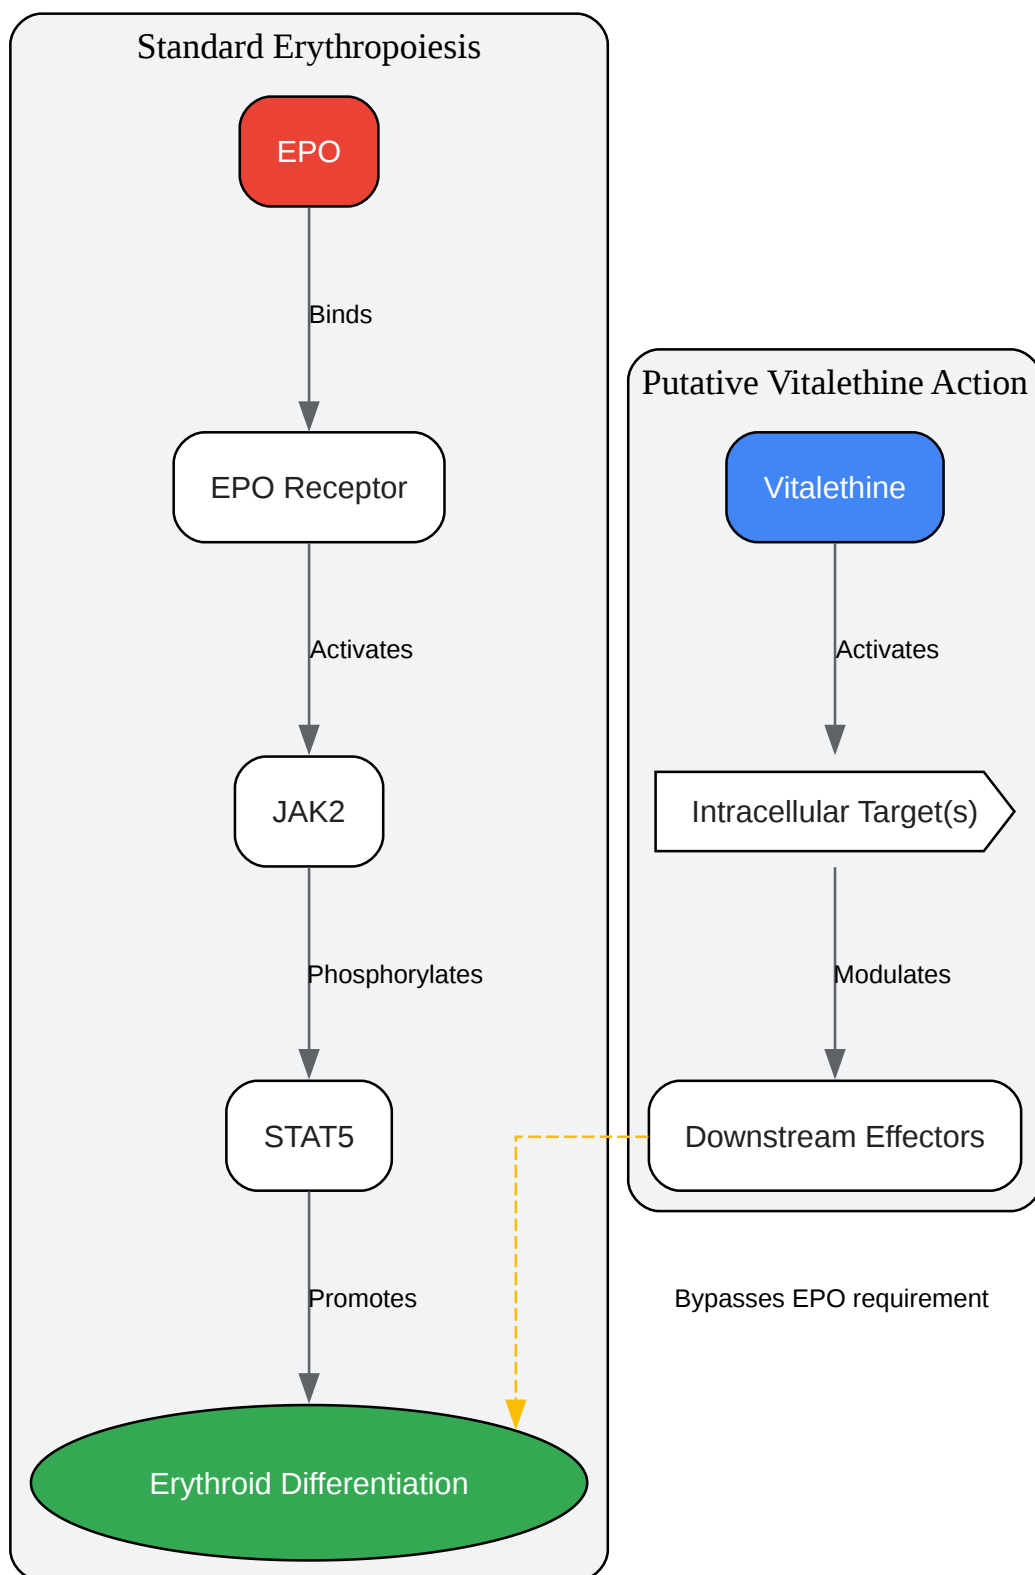 Standard Erythropoiesis
EPO
Binds
EPO Receptor
Activates
JAK2
Phosphorylates
STAT5
Promotes
Erythroid Differentiation
Putative Vitalethine Action
Vitalethine
Activates
Intracellular Target(s)
Modulates
Downstream Effectors
Bypasses EPO requirement